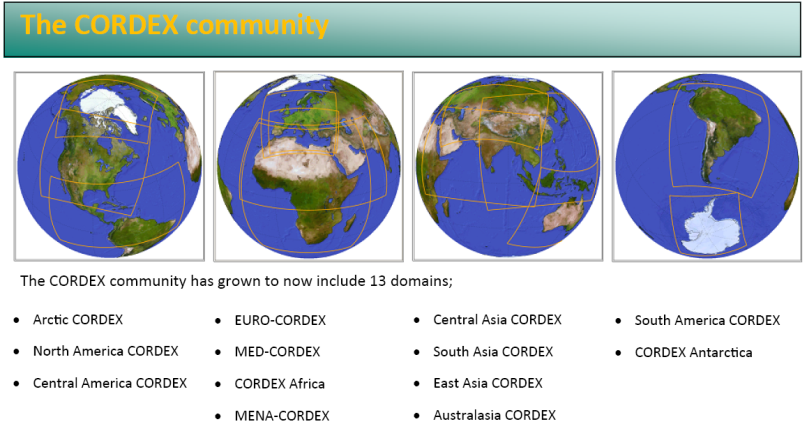 The CORDEX community
The CORDEX community has grown to now include 13 domains;
• Arctic CORDEX
• North America CORDEX
• Central America CORDEX
• EURO-CORDEX
• MED-CORDEX
• CORDEX Africa
• MENA-CORDEX
• Central Asia CORDEX
• South Asia CORDEX
• East Asia CORDEX
• Australasia CORDEX
• South America CORDEX
• CORDEX Antarctica